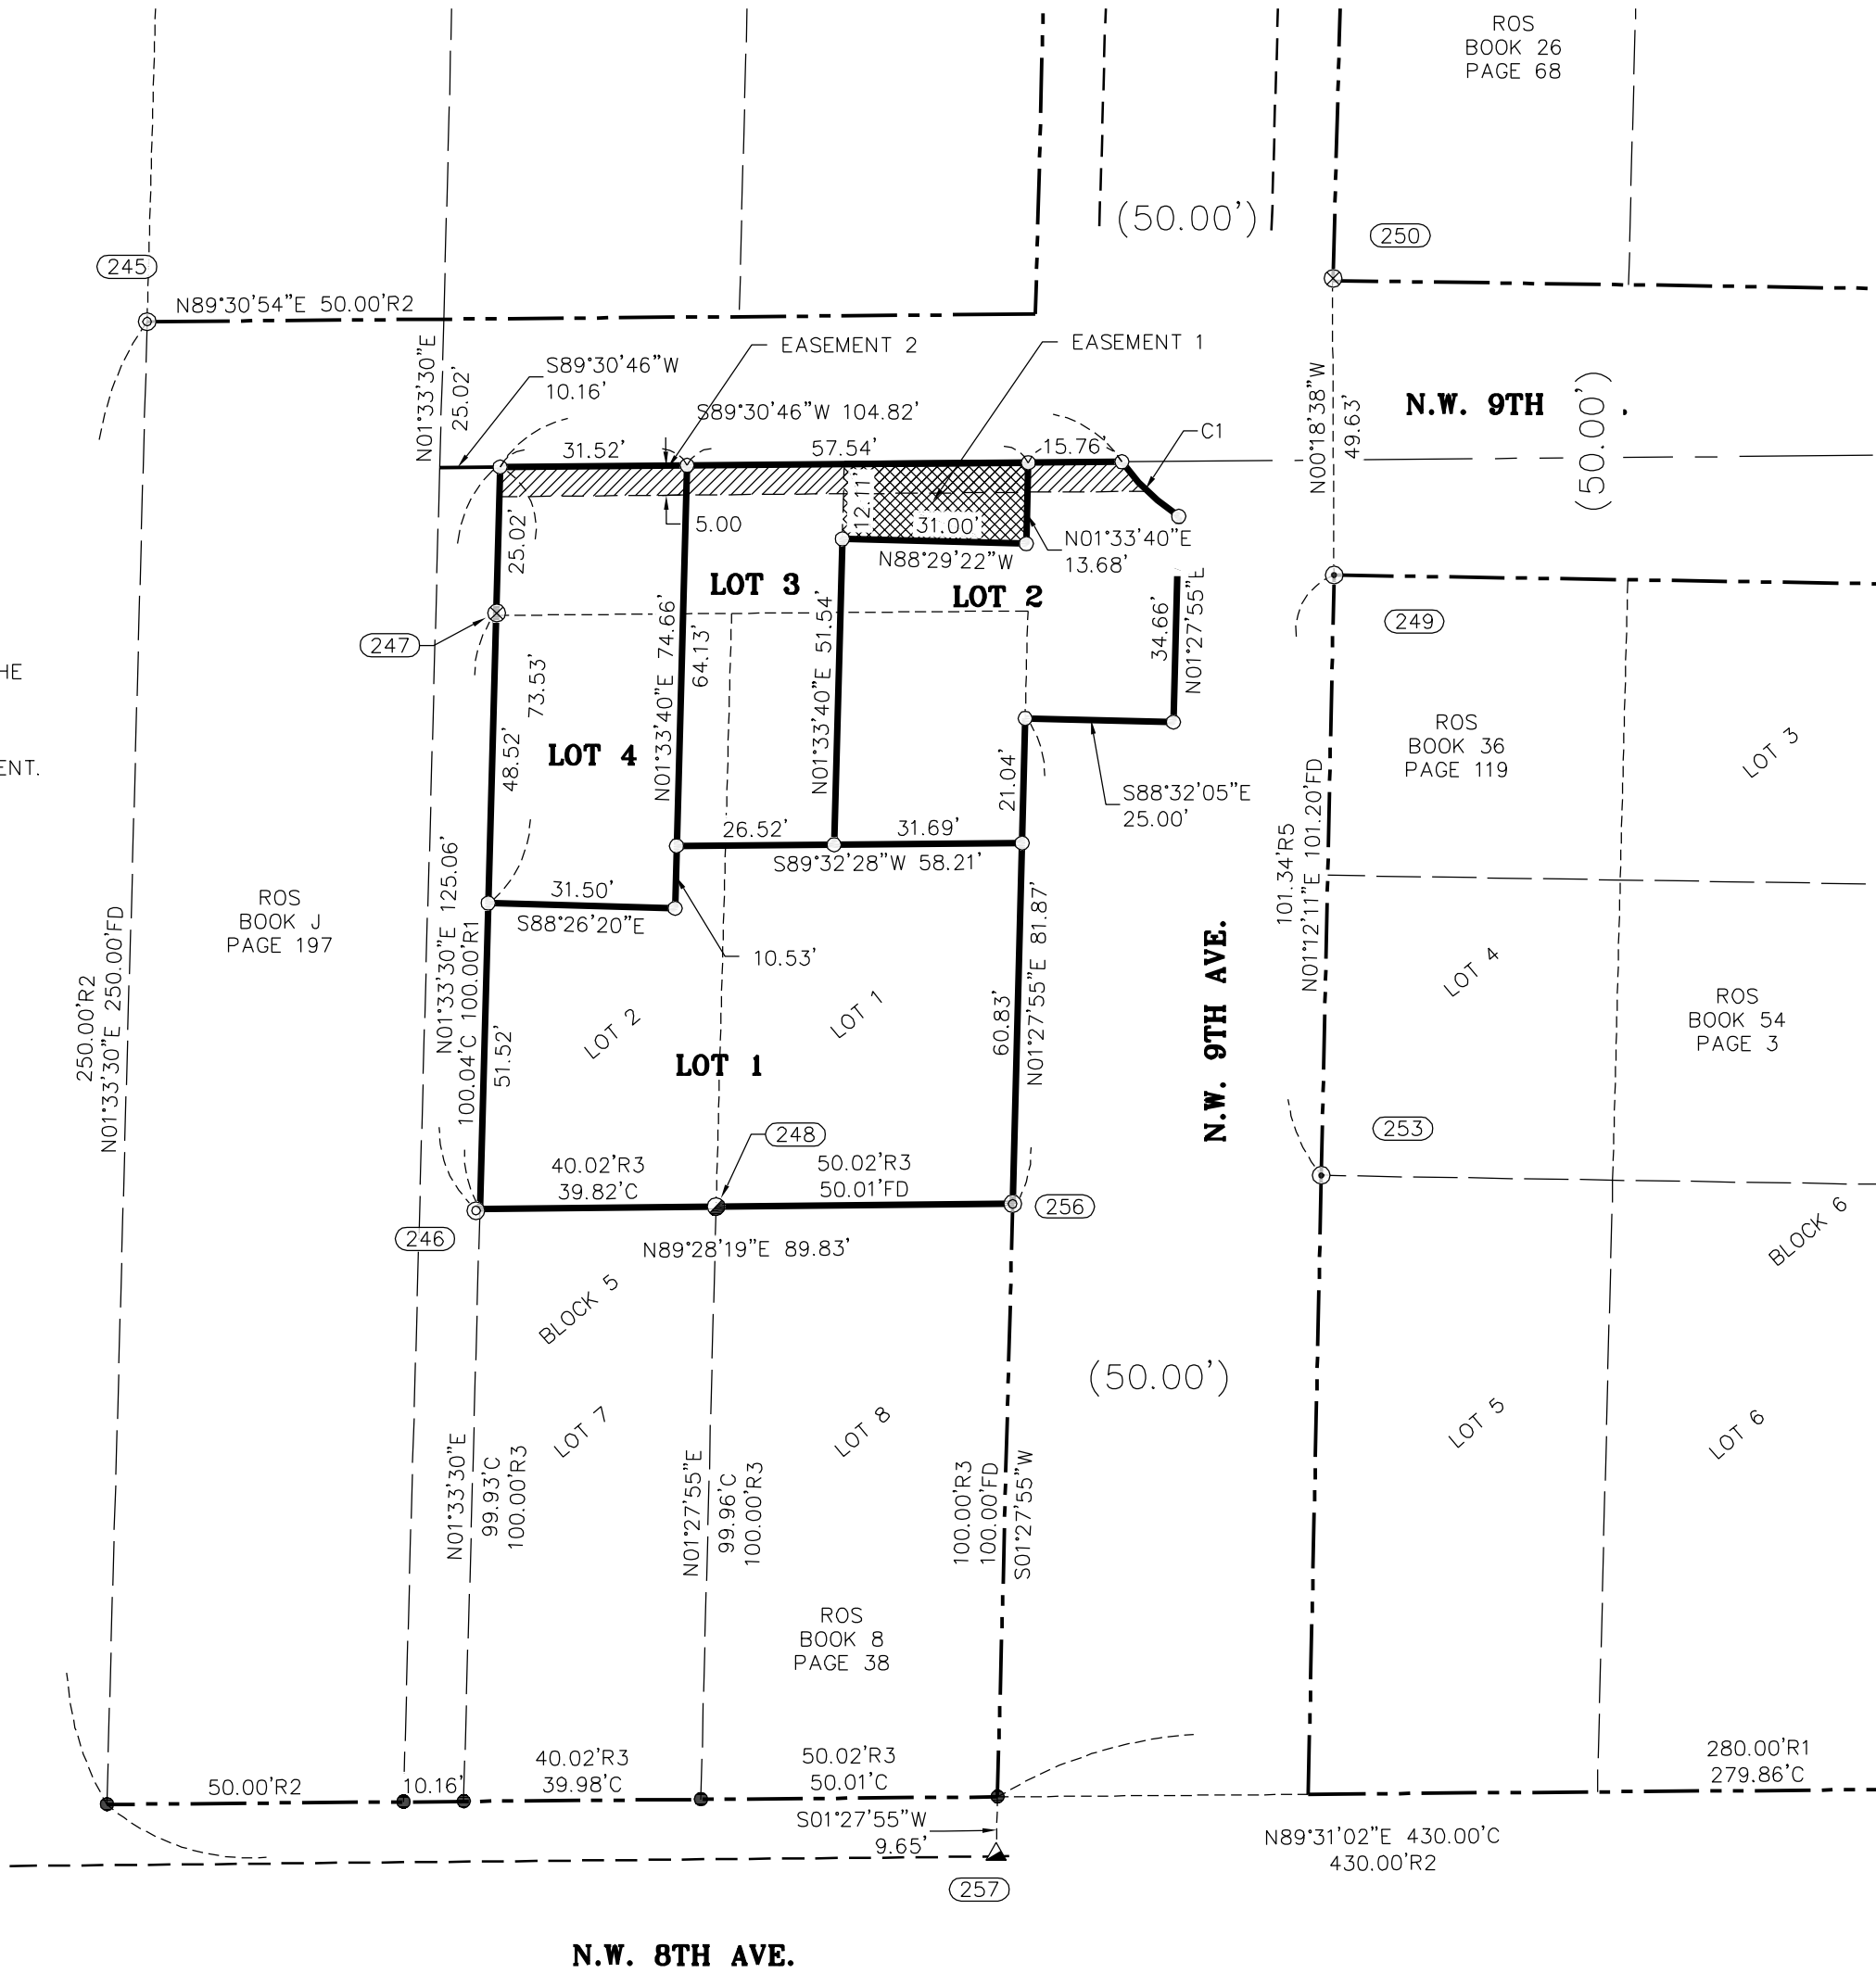 ROS
BOOK 26
PAGE 68
(50.00')
250
245
N89°30'54"E 50.00'R2
EASEMENT 2
EASEMENT 1
N01°33'30"E
25.02'
S89°30'46"W
10.16'
S89°30'46"W 104.82'
N00°18'38"W
49.63'
N.W. 9TH
.
(50.00')
C1
31.52'
57.54'
15.76'
12.11'
31.00'
5.00
25.02'
N88°29'22"W
N01°33'40"E
13.68'
LOT 3
LOT 2
247
249
N01°33'40"E 74.66'
64.13'
N01°33'40"E 51.54'
34.66'
N01°27'55"E
HE
ENT.
73.53'
48.52'
LOT 4
21.04'
S88°32'05"E
25.00'
ROS
BOOK 36
PAGE 119
LOT 3
26.52'
31.69'
S89°32'28"W 58.21'
31.50'
S88°26'20"E
10.53'
ROS
BOOK J
PAGE 197
N01°33'30"E 125.06'
100.04'C 100.00'R1
51.52'
250.00'R2
N01°33'30"E 250.00'FD
LOT 2
LOT 1
LOT 1
60.83'
N01°27'55"E 81.87'
N.W. 9TH AVE.
101.34'R5
N01°12'11"E 101.20'FD
LOT 4
ROS
BOOK 54
PAGE 3
253
248
40.02'R3
39.82'C
50.02'R3
50.01'FD
256
246
N89°28'19"E 89.83'
BLOCK 5
BLOCK 6
(50.00')
LOT 7
LOT 8
LOT 5
LOT 6
N01°33'30"E
99.93'C
100.00'R3
N01°27'55"E
99.96'C
100.00'R3
100.00'R3
100.00'FD
S01°27'55"W
ROS
BOOK 8
PAGE 38
50.00'R2
10.16'
40.02'R3
39.98'C
50.02'R3
50.01'C
280.00'R1
279.86'C
S01°27'55"W
9.65'
N89°31'02"E 430.00'C
430.00'R2
257
N.W. 8TH AVE.